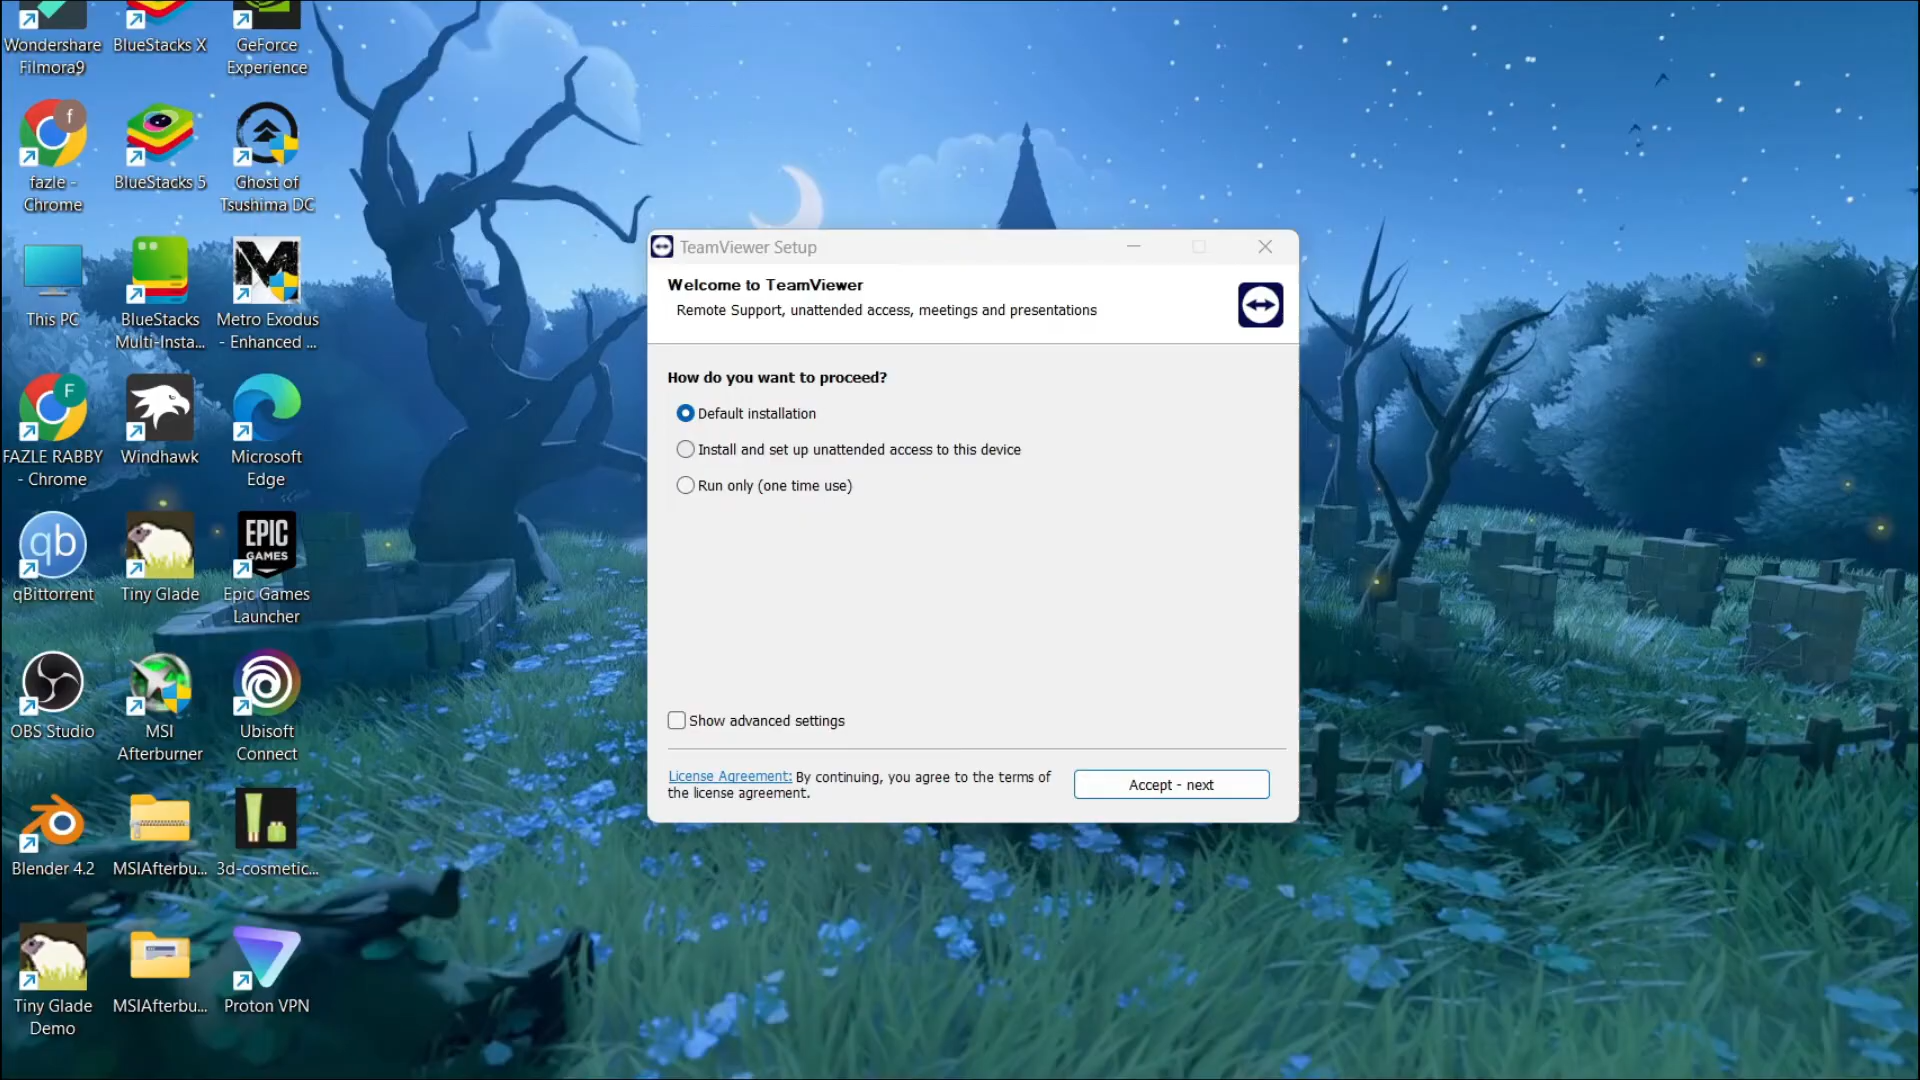 Wondershare
Filmora9
BlueStacks X
GeForce
Experience
f
fazle -
Chrome
BlueStacks 5
Ghost of
Tsushima DC
This PC
BlueStacks
Multi-Insta...
Metro Exodus
- Enhanced ...
F
FAZLE RABBY
- Chrome
Windhawk
Microsoft
Edge
qb
qBittorrent
Tiny Glade
EPIC
GAMES
Epic Games
Launcher
OBS Studio
MSI
Afterburner
Ubisoft
Connect
Blender 4.2
MSIAfterbu...
3d-cosmetic...
Tiny Glade
Demo
MSIAfterbu...
Proton VPN
TeamViewer Setup
Welcome to TeamViewer
Remote Support, unattended access, meetings and presentations
How do you want to proceed?
Default installation
Install and set up unattended access to this device
Run only (one time use)
Show advanced settings
License Agreement: By continuing, you agree to the terms of
the license agreement.
Accept - next